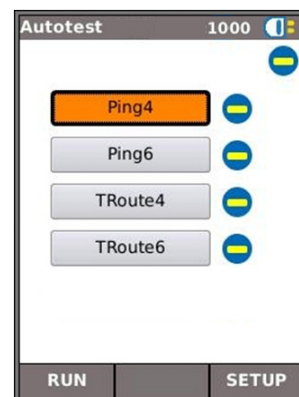 Autotest 1000
Ping4
Ping6
TRoute4
TRoute6
RUN SETUP